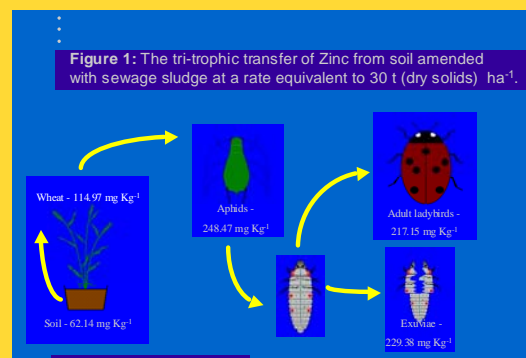 Figure 1: The tri-trophic transfer of Zinc from soil amended
with sewage sludge at a rate equivalent to 30 t (dry solids) ha-1.
Wheat - 114.97 mg Kg-1
Soil - 62.14 mg Kg-1
Aphids -
248.47 mg Kg-1
Adult ladybirds -
217.15 mg Kg-1
Exuviae -
229.38 mg Kg-1